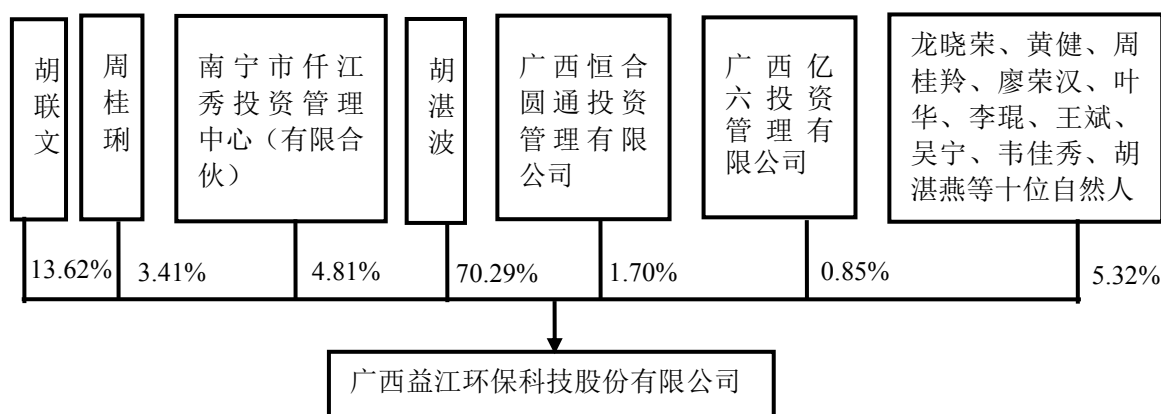 胡联文
周桂琍
南宁市仟江
秀投资管理
中心（有限合
伙）
胡湛波
广西恒合
圆通投资
管理有限
公司
广西亿
六投资
管理有
限公司
龙晓荣、黄健、周
桂羚、廖荣汉、叶
华、李琨、王斌、
吴宁、韦佳秀、胡
湛燕等十位自然人
13.62%
3.41%
4.81%
70.29%
1.70%
0.85%
5.32%
广西益江环保科技股份有限公司